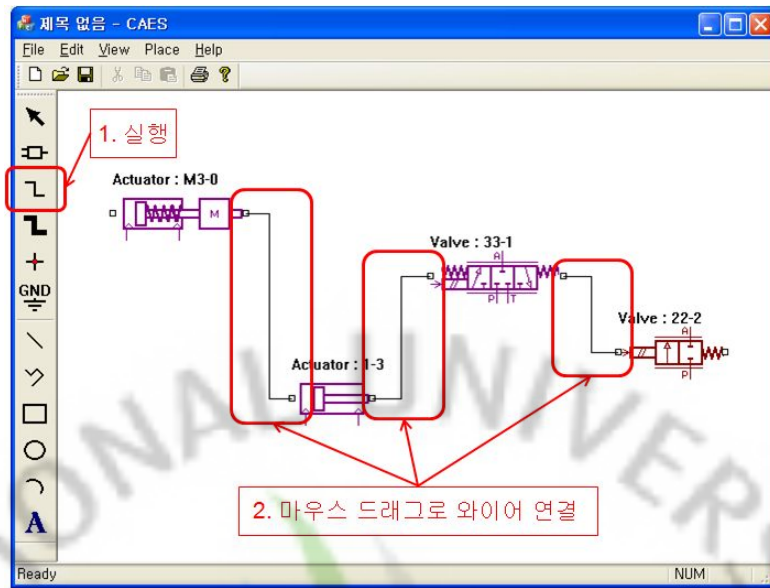 제목 없음 - CAES
File Edit View Place Help
1. 실행
Actuator : M3-0
M
Valve : 33-1
A
P T
GND
Valve : 22-2
A
P
Actuator : 1-3
2. 마우스 드래그로 와이어 연결
A
ONAL UNIVERS
Ready
NUM